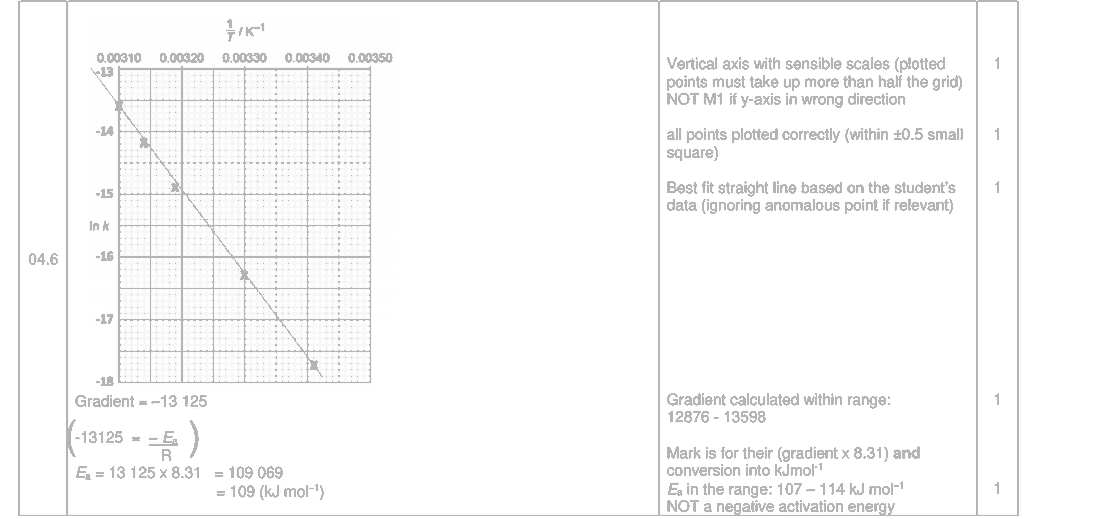 04.6
1/T / K⁻¹
0.00310 0.00320 0.00330 0.00340 0.00350
-13
-14
-15
ln k
-16
-17
-18
Gradient = –13 125
(-13125 = –Eₐ/R)
Eₐ = 13 125 x 8.31 = 109 069
= 109 (kJ mol⁻¹)
Vertical axis with sensible scales (plotted 1
points must take up more than half the grid)
NOT M1 if y-axis in wrong direction
all points plotted correctly (within ±0.5 small 1
square)
Best fit straight line based on the student's 1
data (ignoring anomalous point if relevant)
Gradient calculated within range: 1
12876 - 13598
Mark is for their (gradient x 8.31) and
conversion into kJmol⁻¹
Eₐ in the range: 107 – 114 kJ mol⁻¹ 1
NOT a negative activation energy